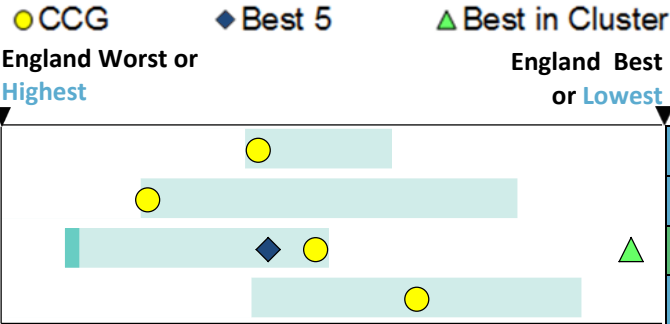 CCG Best 5 Best in Cluster
England Worst or England Best
Highest or Lowest